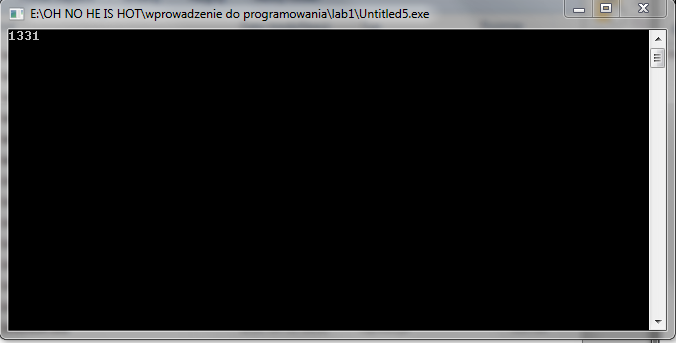 E:\OH NO HE IS HOT\wprowadzenie do programowania\lab1\Untitled5.exe
1331